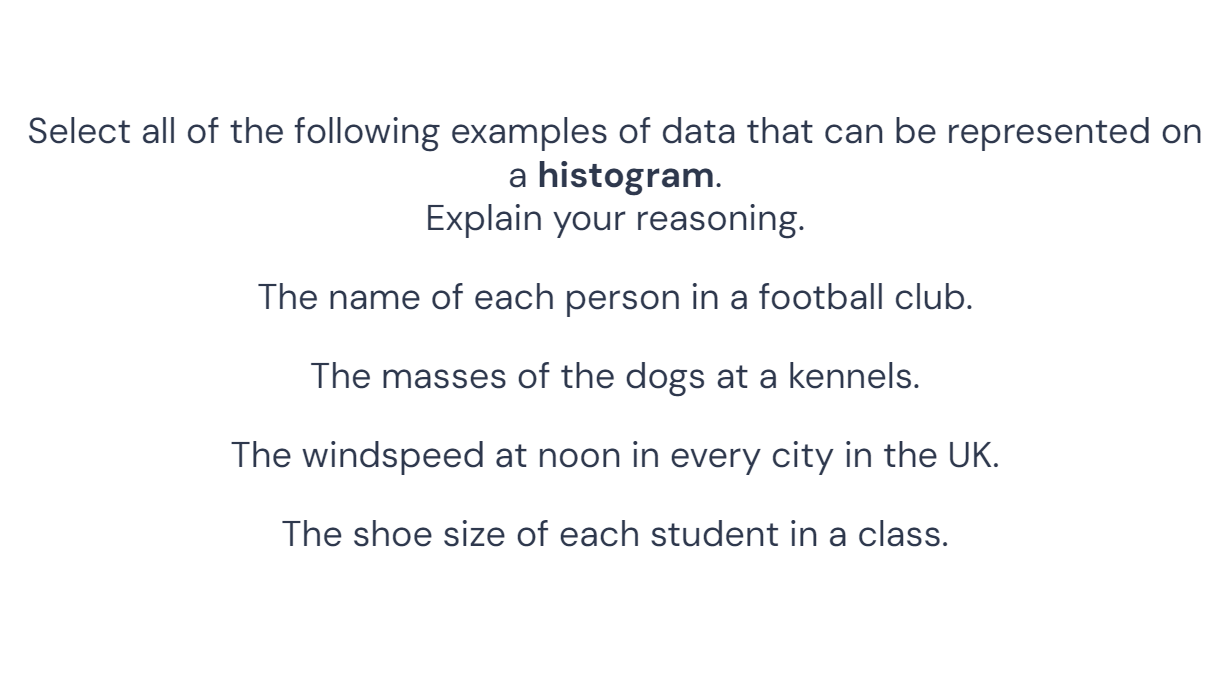 Select all of the following examples of data that can be represented on
a histogram.
Explain your reasoning.
The name of each person in a football club.
The masses of the dogs at a kennels.
The windspeed at noon in every city in the UK.
The shoe size of each student in a class.